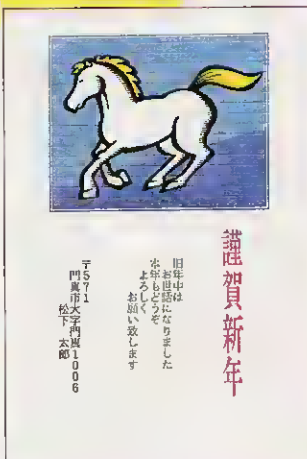 謹賀新年
旧年中は
お世話になりました
本年もどうぞ
よろしく
お願い致します
〒571
門真市大字門真1006
松下 太郎